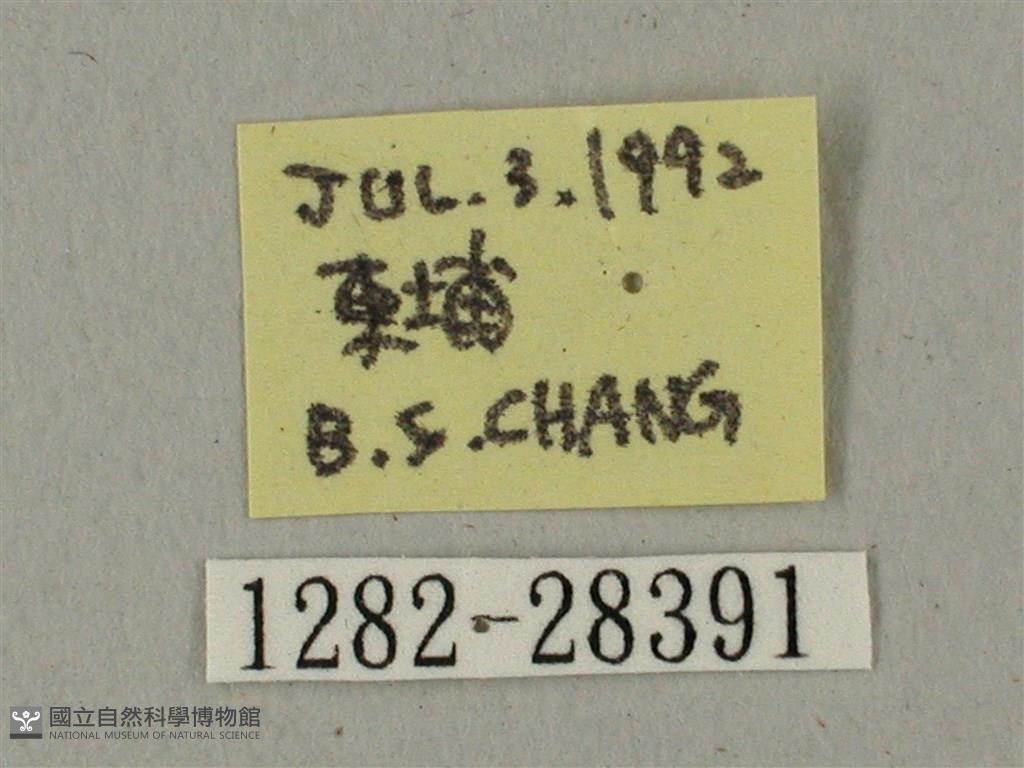 JUL. 3. 1992
東埔
B.S.CHANG
1282-28391
國立自然科學博物館
NATIONAL MUSEUM OF NATURAL SCIENCE